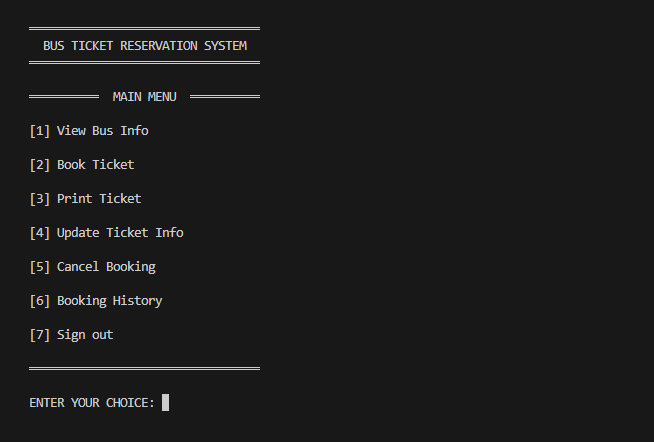 BUS TICKET RESERVATION SYSTEM
MAIN MENU
[1] View Bus Info
[2] Book Ticket
[3] Print Ticket
[4] Update Ticket Info
[5] Cancel Booking
[6] Booking History
[7] Sign out
ENTER YOUR CHOICE: